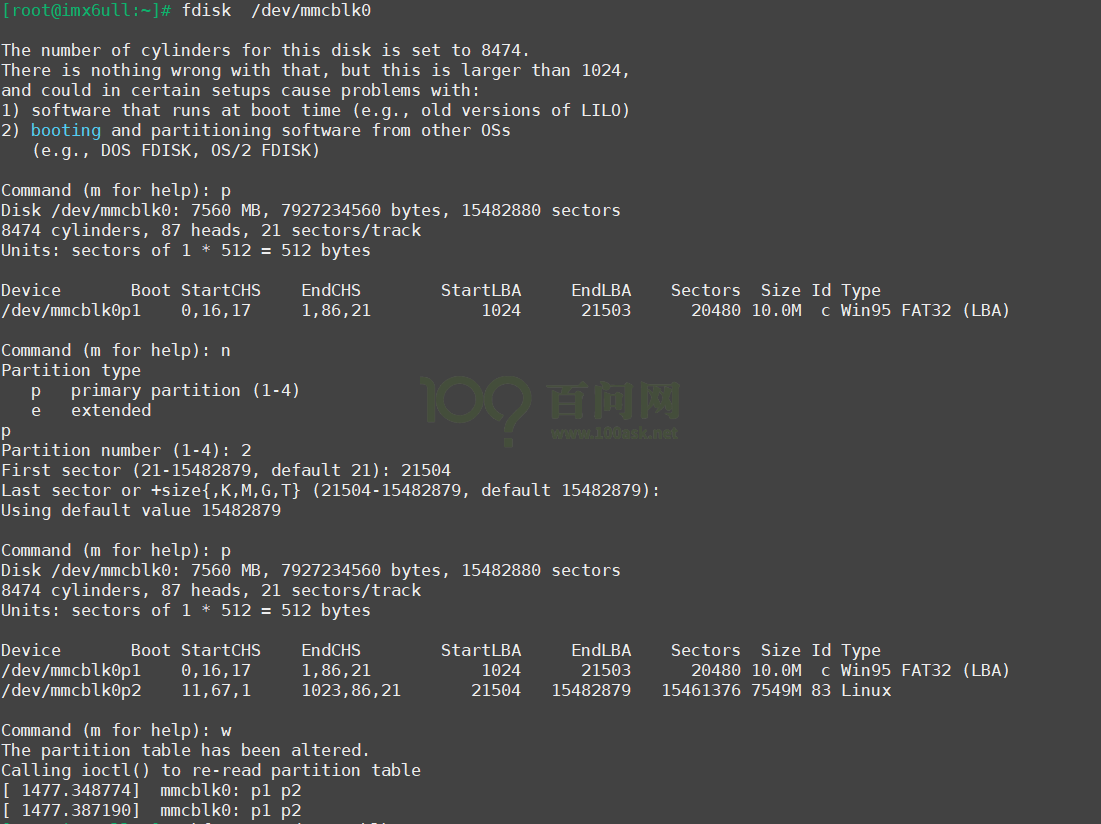 [root@imx6ull:~]# fdisk  /dev/mmcblk0
The number of cylinders for this disk is set to 8474.
There is nothing wrong with that, but this is larger than 1024,
and could in certain setups cause problems with:
1) software that runs at boot time (e.g., old versions of LILO)
2) booting and partitioning software from other OSs
   (e.g., DOS FDISK, OS/2 FDISK)
Command (m for help): p
Disk /dev/mmcblk0: 7560 MB, 7927234560 bytes, 15482880 sectors
8474 cylinders, 87 heads, 21 sectors/track
Units: sectors of 1 * 512 = 512 bytes
Device       Boot StartCHS    EndCHS        StartLBA     EndLBA    Sectors  Size Id Type
/dev/mmcblk0p1    0,16,17     1,86,21           1024      21503      20480 10.0M  c Win95 FAT32 (LBA)
Command (m for help): n
Partition type
   p   primary partition (1-4)
   e   extended
p
Partition number (1-4): 2
First sector (21-15482879, default 21): 21504
Last sector or +size{,K,M,G,T} (21504-15482879, default 15482879):
Using default value 15482879
Command (m for help): p
Disk /dev/mmcblk0: 7560 MB, 7927234560 bytes, 15482880 sectors
8474 cylinders, 87 heads, 21 sectors/track
Units: sectors of 1 * 512 = 512 bytes
Device       Boot StartCHS    EndCHS        StartLBA     EndLBA    Sectors  Size Id Type
/dev/mmcblk0p1    0,16,17     1,86,21           1024      21503      20480 10.0M  c Win95 FAT32 (LBA)
/dev/mmcblk0p2    11,67,1     1023,86,21       21504   15482879   15461376 7549M 83 Linux
Command (m for help): w
The partition table has been altered.
Calling ioctl() to re-read partition table
[ 1477.348774]  mmcblk0: p1 p2
[ 1477.387190]  mmcblk0: p1 p2
百问网
www.100ask.net